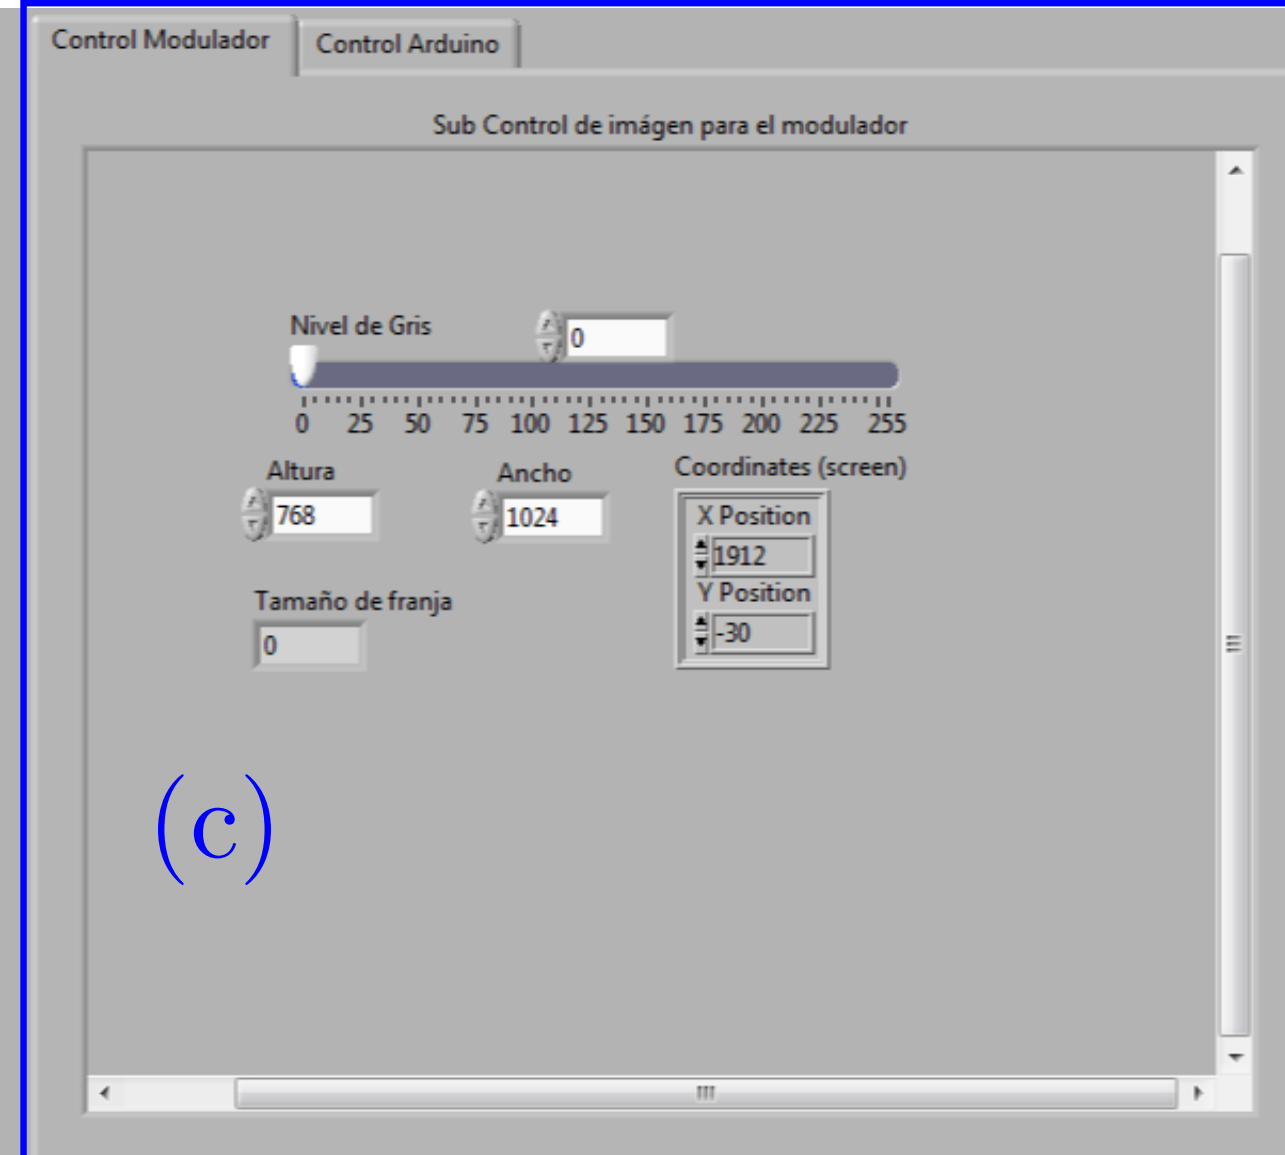 Control Modulador Control Arduino
Sub Control de imágen para el modulador
Nivel de Gris 0
0 25 50 75 100 125 150 175 200 225 255
Altura Ancho Coordinates (screen)
768 1024 X Position
1912
Tamaño de franja Y Position
0 -30
(c)